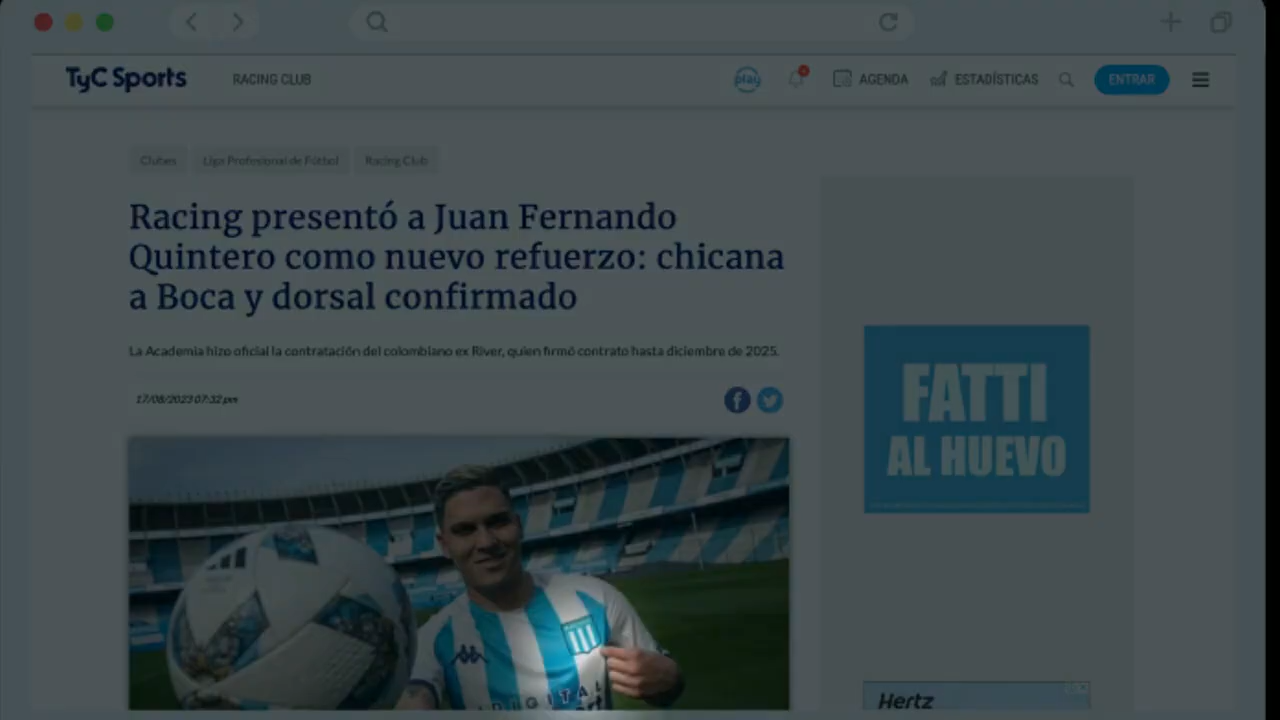 TyC Sports
RACING CLUB
play
AGENDA
ESTADÍSTICAS
ENTRAR
Clubes
Liga Profesional de Fútbol
Racing Club
Racing presentó a Juan Fernando
Quintero como nuevo refuerzo: chicana
a Boca y dorsal confirmado
La Academia hizo oficial la contratación del colombiano ex River, quien firmó contrato hasta diciembre de 2025.
17/08/2023 07:32 pm
FATTI
AL HUEVO
DIGITAL
Hertz